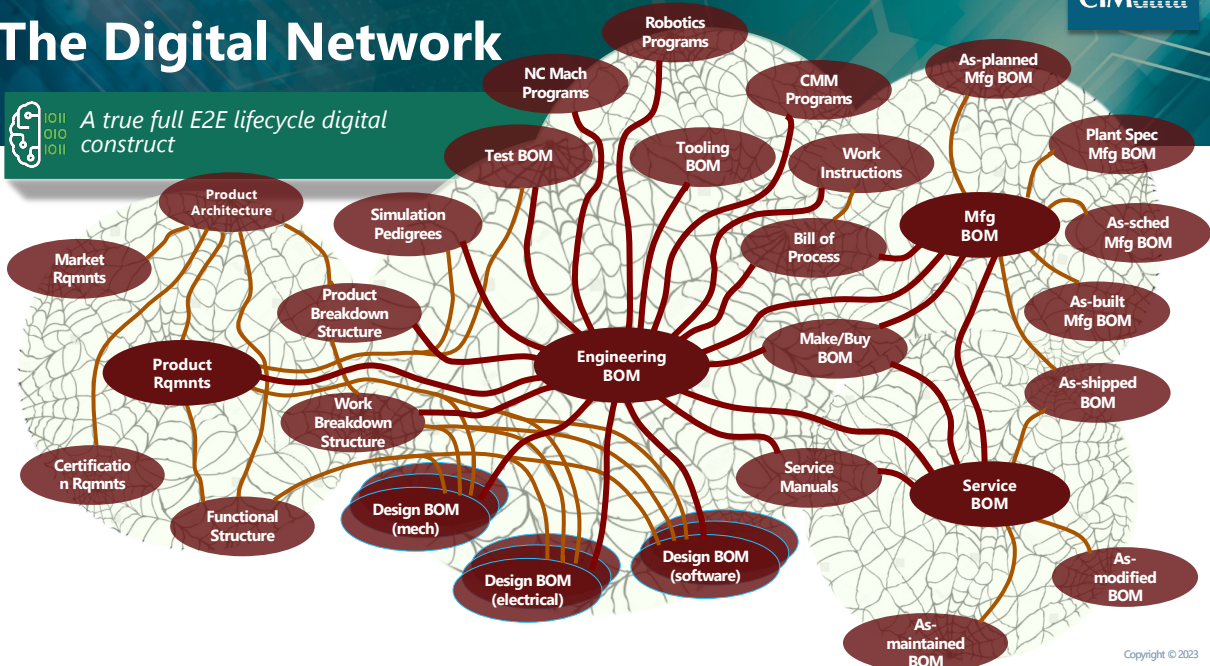 The Digital Network
CIMdata
A true full E2E lifecycle digital
construct
1011
010
1011
Robotics
Programs
NC Mach
Programs
CMM
Programs
As-planned
Mfg BOM
Test BOM
Tooling
BOM
Work
Instructions
Plant Spec
Mfg BOM
Product
Architecture
Simulation
Pedigrees
Mfg
BOM
As-sched
Mfg BOM
Bill of
Process
Market
Rqmnts
Product
Breakdown
Structure
As-built
Mfg BOM
Make/Buy
BOM
Engineering
BOM
Product
Rqmnts
As-shipped
BOM
Work
Breakdown
Structure
Certificatio
n Rqmnts
Service
Manuals
Service
BOM
Functional
Structure
Design BOM
(mech)
Design BOM
(electrical)
Design BOM
(software)
As-
modified
BOM
As-
maintained
BOM
Copyright © 2023